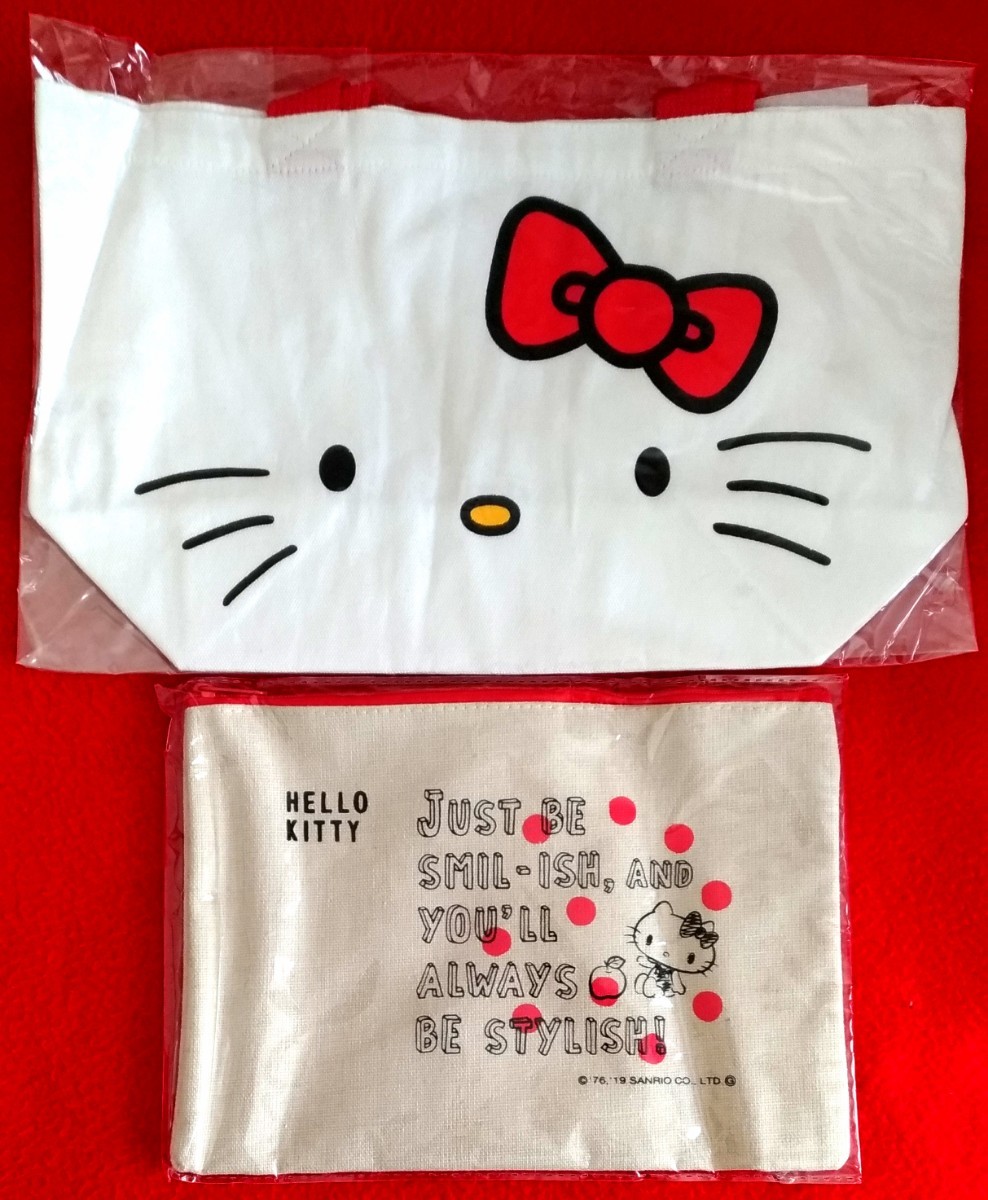 HELLO
KITTY
JUST BE
SMIL-ISH, AND
YOU'LL
ALWAYS
BE STYLISH!
© '76, '19 SANRIO CO., LTD. Ⓖ